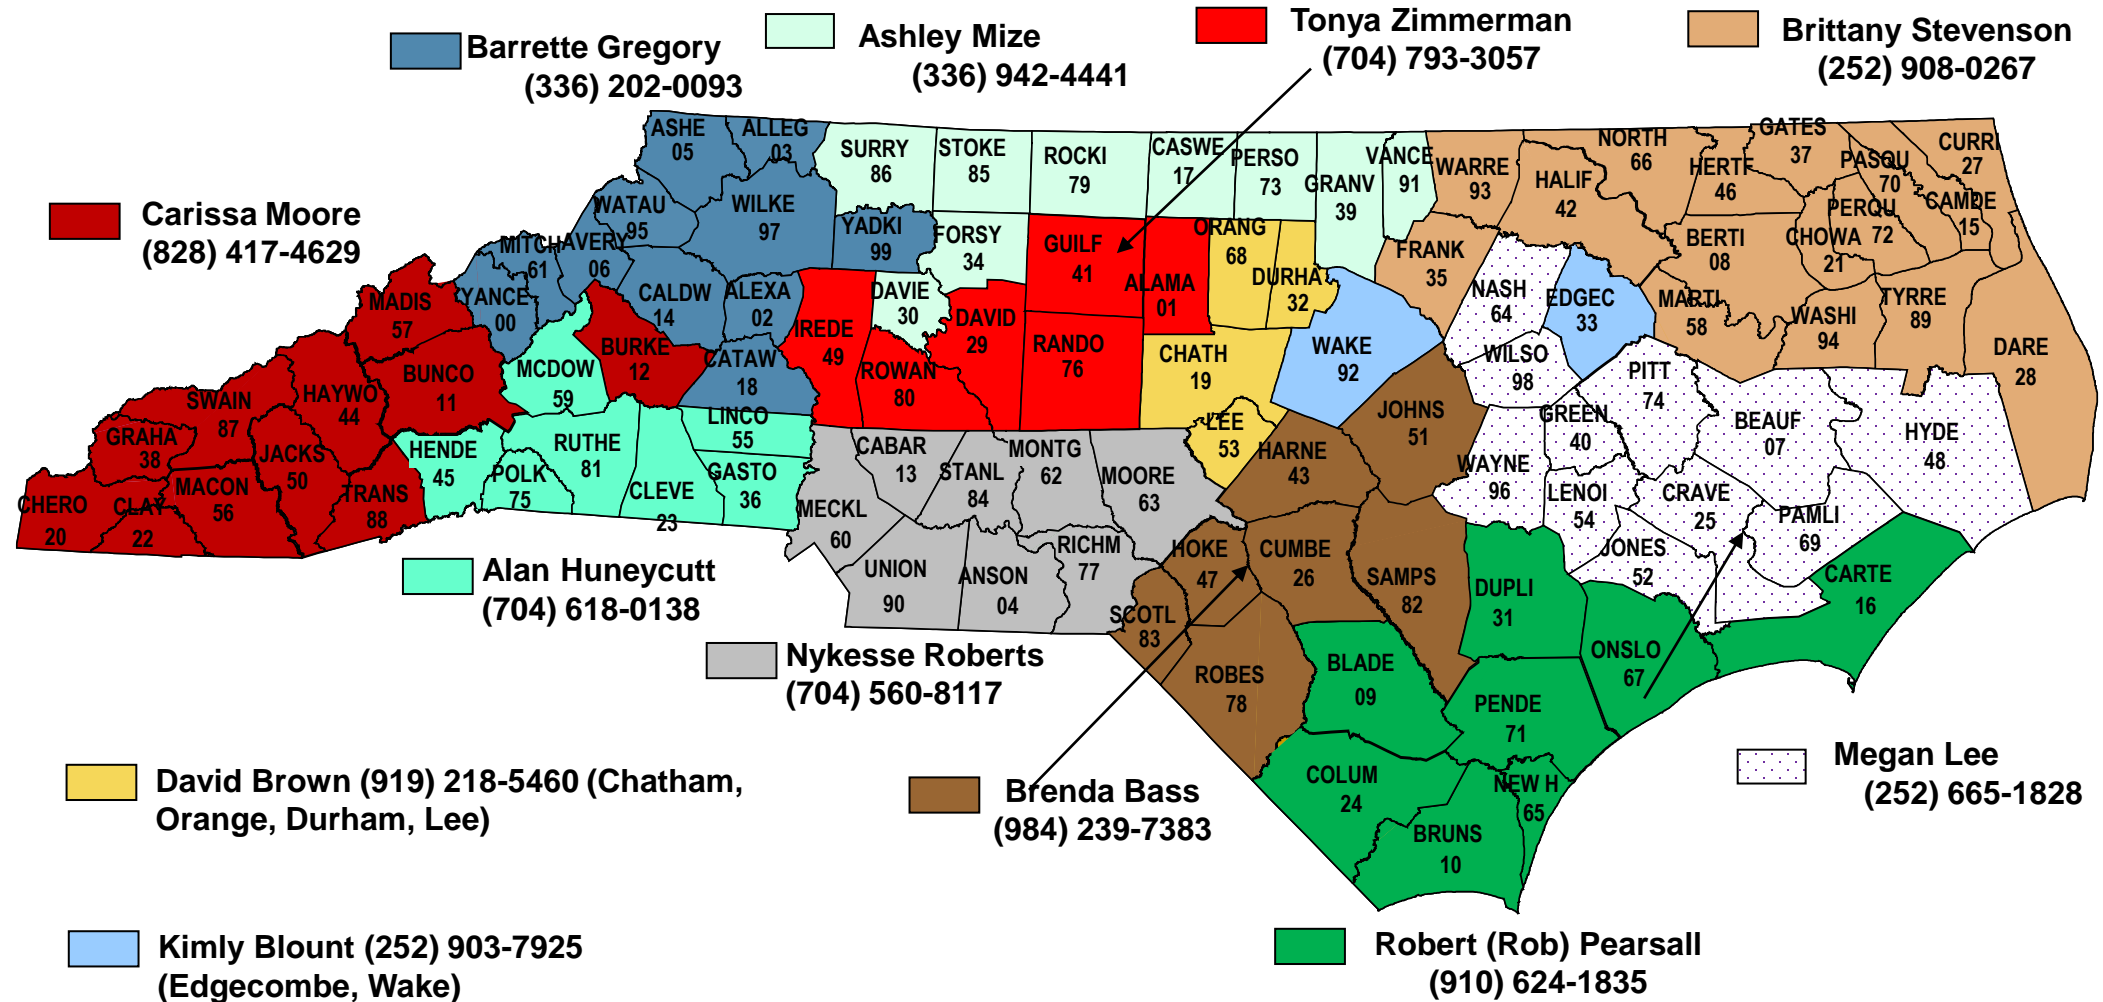 Barrette Gregory
(336) 202-0093
Ashley Mize
(336) 942-4441
Tonya Zimmerman
(704) 793-3057
Brittany Stevenson
(252) 908-0267
Carissa Moore
(828) 417-4629
ASHE
05
ALLEG
03
SURRY
86
STOKE
85
ROCKI
79
CASWE
17
PERSO
73
GRANV
39
VANCE
91
WARRE
93
HALIF
42
NORTH
66
HERTF
46
GATES
37
PASQU
70
CURRI
27
CAMDE
15
PERQU
72
CHOWA
21
BERTI
08
WATAU
95
WILKE
97
YADKI
99
FORSY
34
GUILF
41
ALAMA
01
ORANG
68
DURHA
32
FRANK
35
NASH
64
EDGEC
33
MARTI
58
WASHI
94
TYRRE
89
DARE
28
MITCH
61
AVERY
06
YANCE
00
CALDW
14
ALEXA
02
IREDE
49
DAVIE
30
DAVID
29
RANDO
76
CHATH
19
WAKE
92
WILSO
98
PITT
74
BEAUF
07
HYDE
48
MADIS
57
BUNCO
11
MCDOW
59
BURKE
12
CATAW
18
ROWAN
80
LEE
53
JOHNS
51
GREEN
40
SWAIN
87
HAYWO
44
GRAHA
38
JACKS
50
HENDE
45
POLK
75
RUTHE
81
CLEVE
23
LINCO
55
GASTO
36
CABAR
13
STANL
84
MONTG
62
MOORE
63
HARNE
43
WAYNE
96
LENOI
54
CRAVE
25
PAMLI
69
CHERO
20
CLAY
22
MACON
56
TRANS
88
MECKL
60
UNION
90
ANSON
04
RICHM
77
HOKE
47
CUMBE
26
SAMPS
82
DUPLI
31
JONES
52
CARTE
16
SCOTL
83
ROBES
78
BLADE
09
PENDE
71
ONSLO
67
COLUM
24
NEW H
65
BRUNS
10
Alan Huneycutt
(704) 618-0138
Nykesse Roberts
(704) 560-8117
David Brown (919) 218-5460 (Chatham,
Orange, Durham, Lee)
Brenda Bass
(984) 239-7383
Megan Lee
(252) 665-1828
Kimly Blount (252) 903-7925
(Edgecombe, Wake)
Robert (Rob) Pearsall
(910) 624-1835